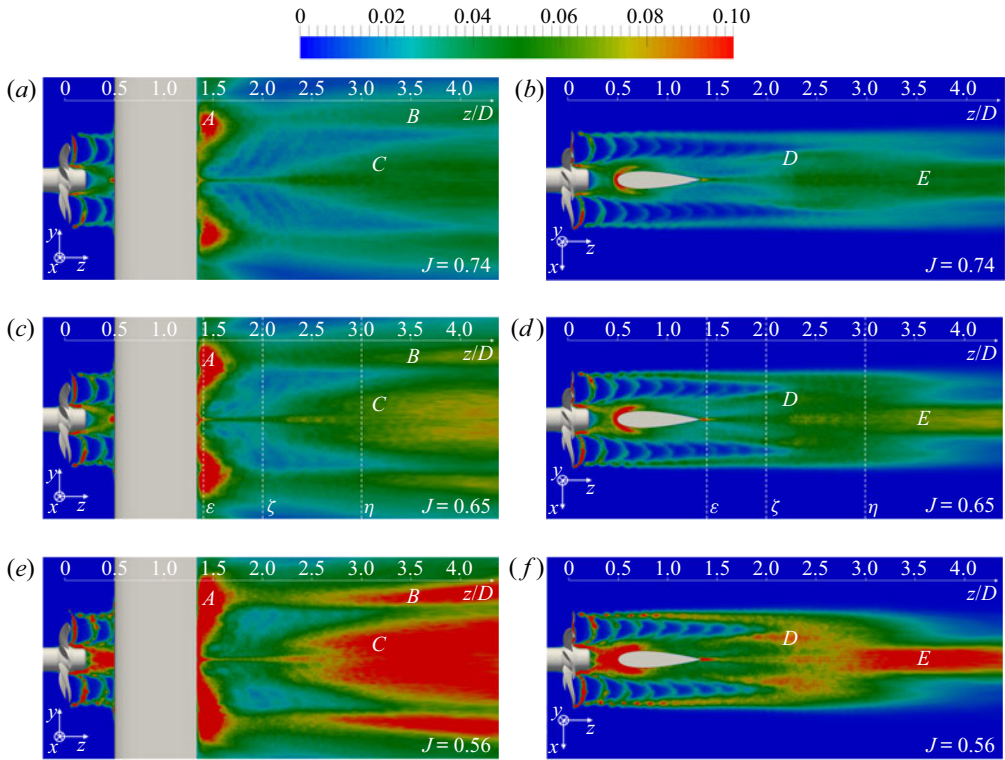 0 0.02 0.04 0.06 0.08 0.10
(a) 0 0.5 1.0 1.5 2.0 2.5 3.0 3.5 4.0
z/D
A B
C
y
x z
J = 0.74
(b) 0 0.5 1.0 1.5 2.0 2.5 3.0 3.5 4.0
z/D
D
E
y z
x
J = 0.74
(c) 0 0.5 1.0 1.5 2.0 2.5 3.0 3.5 4.0
z/D
A B
C
y
x z
ε ζ η J = 0.65
(d) 0 0.5 1.0 1.5 2.0 2.5 3.0 3.5 4.0
z/D
D
E
y z
x
ε ζ η J = 0.65
(e) 0 0.5 1.0 1.5 2.0 2.5 3.0 3.5 4.0
z/D
A B
C
y
x z
J = 0.56
(f) 0 0.5 1.0 1.5 2.0 2.5 3.0 3.5 4.0
z/D
D
E
y z
x
J = 0.56